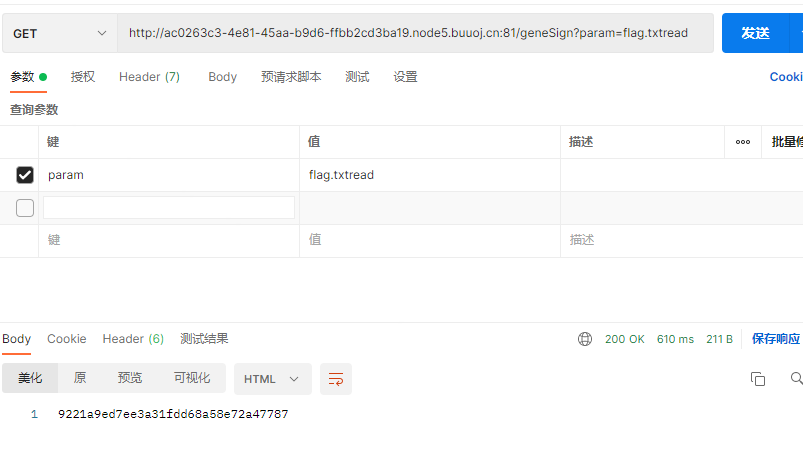 GET http://ac0263c3-4e81-45aa-b9d6-ffbb2cd3ba19.node5.buuoj.cn:81/geneSign?param=flag.txtread 发送
参数 授权 Header (7) Body 预请求脚本 测试 设置 Cooki
查询参数
键 值 描述 批量修
param flag.txtread
键 值 描述
Body Cookie Header (6) 测试结果 200 OK 610 ms 211 B 保存响应
美化 原 预览 可视化 HTML
1 9221a9ed7ee3a31fdd68a58e72a47787